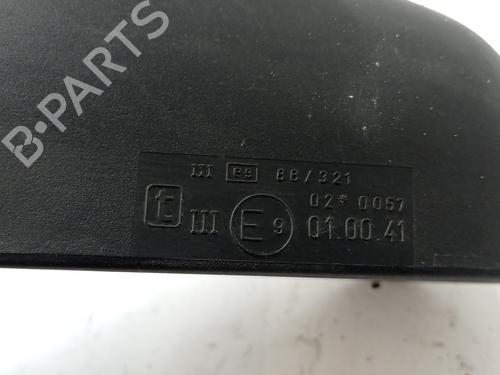 B-PARTS
III e9 88/321
02*0057
III E9 01.00.41